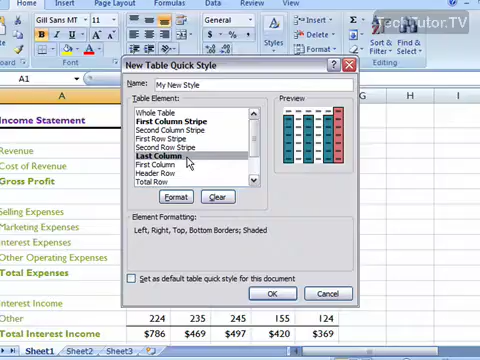 Home Insert Page Layout Formulas Data Review View
TechTutor.TV
Gill Sans MT 11 General Insert
Paste B I U A A $ % , Styles Delete Sort & Find &
Format Filter Select
Clipboard Editing
A1
A G H I
New Table Quick Style
Name: My New Style
Table Element: Preview
Whole Table
First Column Stripe
Second Column Stripe
First Row Stripe
Second Row Stripe
Last Column
First Column
Header Row
Total Row
Format Clear
Element Formatting:
Left, Right, Top, Bottom Borders; Shaded
Set as default table quick style for this document
OK Cancel
Income Statement
Revenue
Cost of Revenue
Gross Profit
Selling Expenses
Marketing Expenses
Interest Expenses
Other Operating Expenses
Total Expenses
Interest Income
Other 224 235 245 155 124
Total Interest Income $786 $469 $497 $420 $369
Sheet1 Sheet2 Sheet3